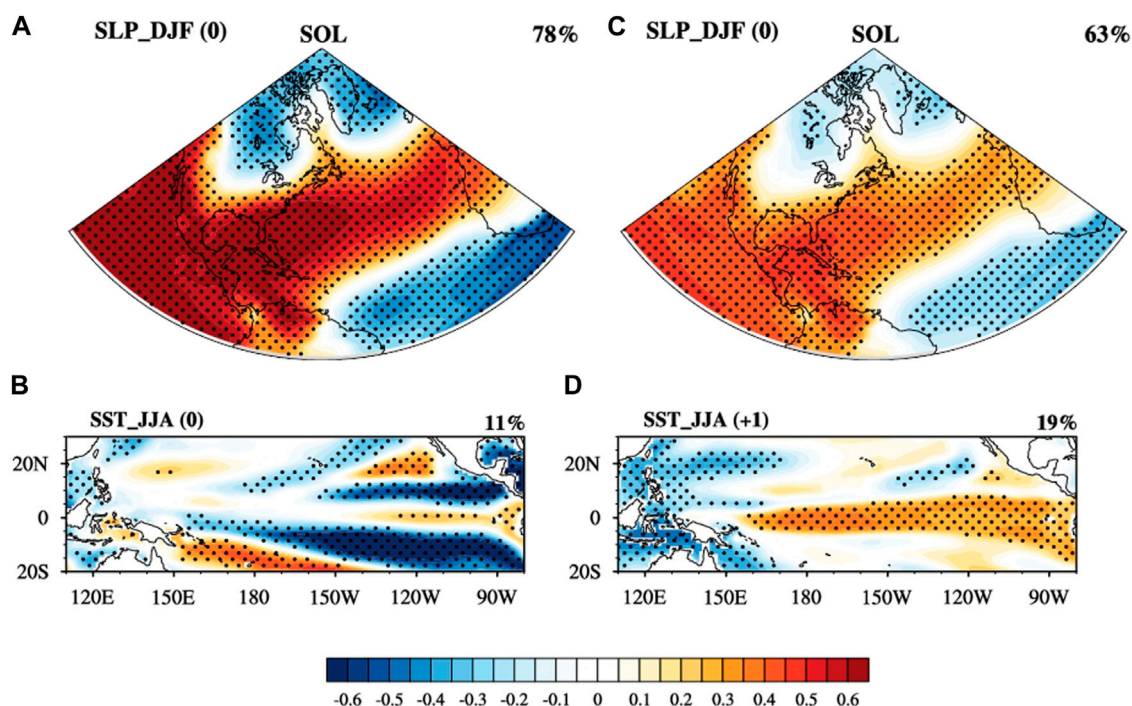 A SLP_DJF (0) SOL 78%
C SLP_DJF (0) SOL 63%
B
SST_JJA (0) 11%
20N
0
20S
120E 150E 180 150W 120W 90W
D
SST_JJA (+1) 19%
20N
0
20S
120E 150E 180 150W 120W 90W
-0.6 -0.5 -0.4 -0.3 -0.2 -0.1 0 0.1 0.2 0.3 0.4 0.5 0.6